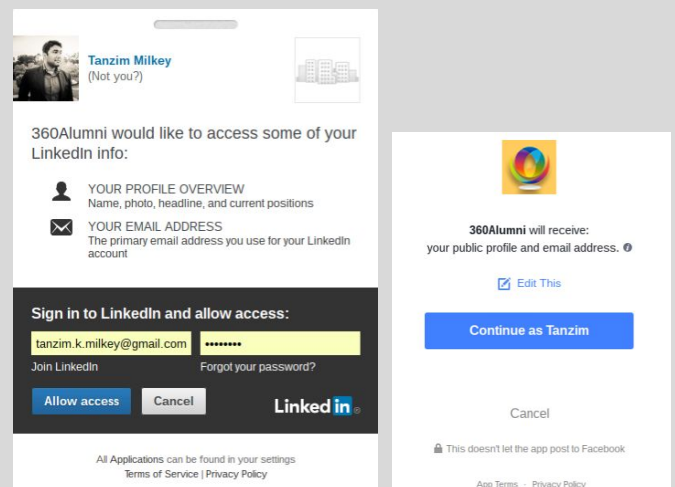 Tanzim Milkey
(Not you?)
360Alumni would like to access some of your
LinkedIn info:
YOUR PROFILE OVERVIEW
Name, photo, headline, and current positions
YOUR EMAIL ADDRESS
The primary email address you use for your LinkedIn
account
Sign in to LinkedIn and allow access:
tanzim.k.milkey@gmail.com ••••••••
Join LinkedIn Forgot your password?
Allow access Cancel Linked in ®
All Applications can be found in your settings
Terms of Service | Privacy Policy
360Alumni will receive:
your public profile and email address.
Edit This
Continue as Tanzim
Cancel
This doesn't let the app post to Facebook
App Terms · Privacy Policy